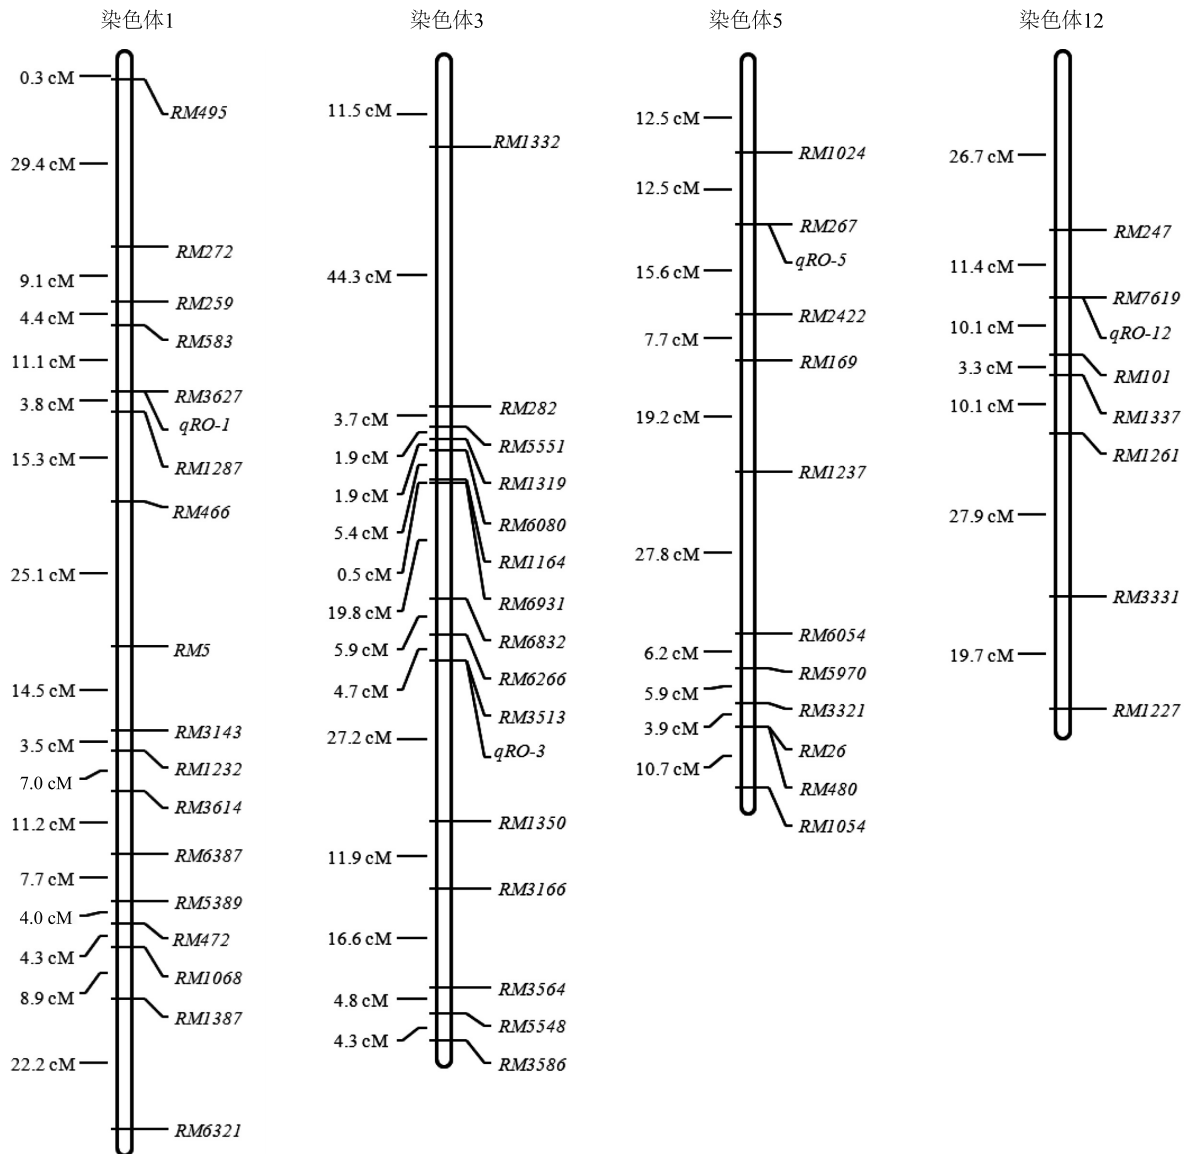 染色体1
0.3 cM
RM495
29.4 cM
RM272
9.1 cM
RM259
4.4 cM
RM583
11.1 cM
RM3627
3.8 cM
qRO-1
15.3 cM
RM1287
RM466
25.1 cM
RM5
14.5 cM
RM3143
3.5 cM
RM1232
7.0 cM
RM3614
11.2 cM
RM6387
7.7 cM
RM5389
4.0 cM
RM472
4.3 cM
RM1068
8.9 cM
RM1387
22.2 cM
RM6321
染色体3
11.5 cM
RM1332
44.3 cM
RM282
3.7 cM
RM5551
1.9 cM
RM1319
1.9 cM
RM6080
5.4 cM
RM1164
0.5 cM
RM6931
19.8 cM
RM6832
5.9 cM
RM6266
4.7 cM
RM3513
27.2 cM
qRO-3
RM1350
11.9 cM
RM3166
16.6 cM
RM3564
4.8 cM
RM5548
4.3 cM
RM3586
染色体5
12.5 cM
RM1024
12.5 cM
RM267
qRO-5
15.6 cM
RM2422
7.7 cM
RM169
19.2 cM
RM1237
27.8 cM
RM6054
6.2 cM
RM5970
5.9 cM
RM3321
3.9 cM
RM26
10.7 cM
RM480
RM1054
染色体12
26.7 cM
RM247
11.4 cM
RM7619
10.1 cM
qRO-12
3.3 cM
RM101
10.1 cM
RM1337
RM1261
27.9 cM
RM3331
19.7 cM
RM1227